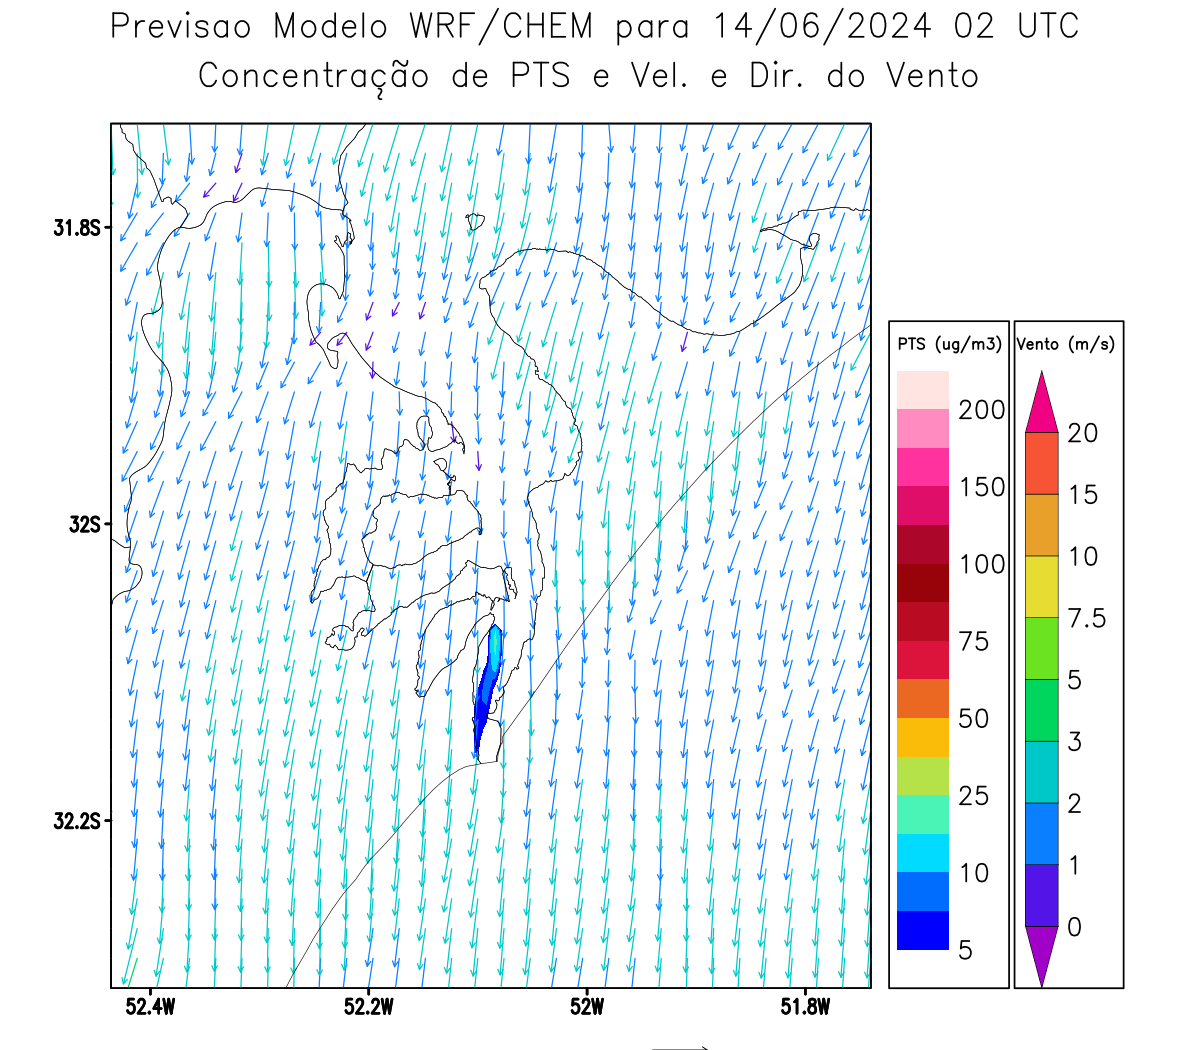 Previsao Modelo WRF/CHEM para 14/06/2024 02 UTC
Concentração de PTS e Vel. e Dir. do Vento
31.8S
32S
32.2S
52.4W
52.2W
52W
51.8W
PTS (ug/m3)
200
150
100
75
50
25
10
5
Vento (m/s)
20
15
10
7.5
5
3
2
1
0